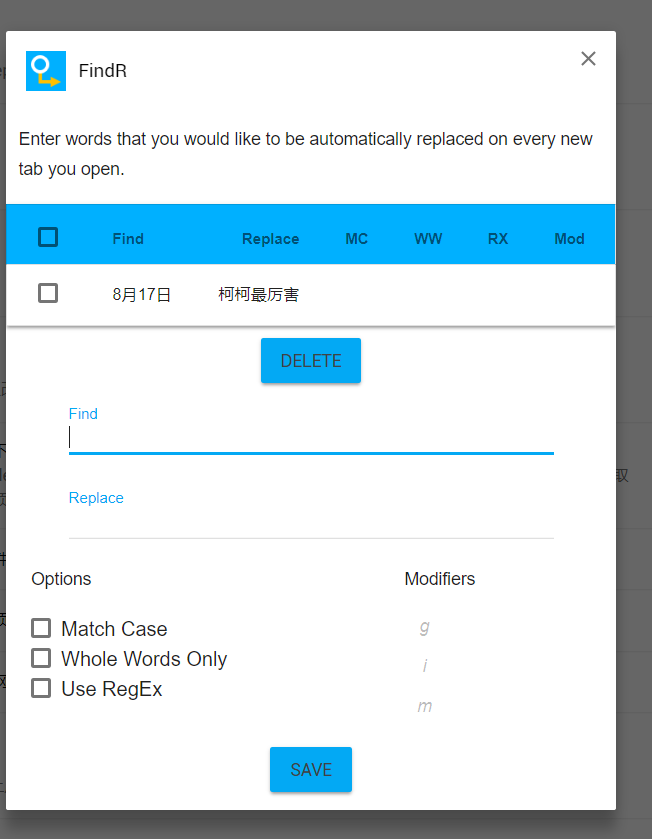 FindR
Enter words that you would like to be automatically replaced on every new
tab you open.
Find Replace MC WW RX Mod
8月17日 柯柯最厉害
DELETE
Find
Replace
Options Modifiers
Match Case
Whole Words Only
Use RegEx
g
i
m
SAVE
取